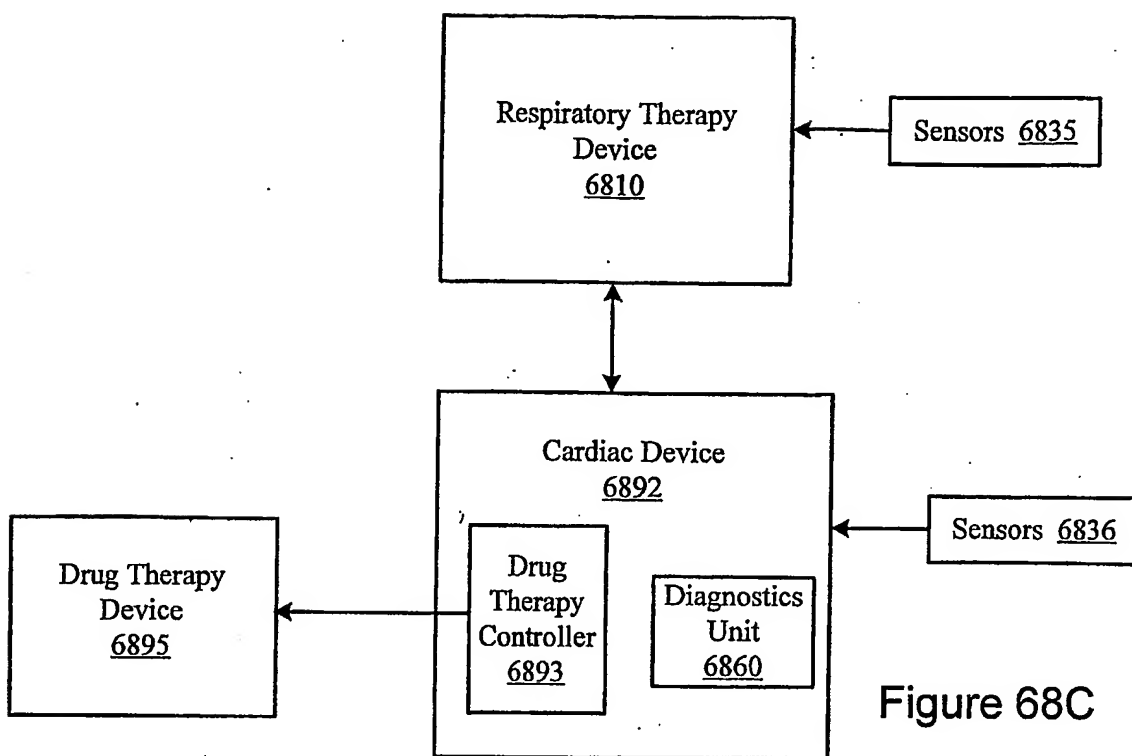 Respiratory Therapy
Device
6810
Sensors 6835
Cardiac Device
6892
Sensors 6836
Drug Therapy
Device
6895
Drug
Therapy
Controller
6893
Diagnostics
Unit
6860
Figure 68C